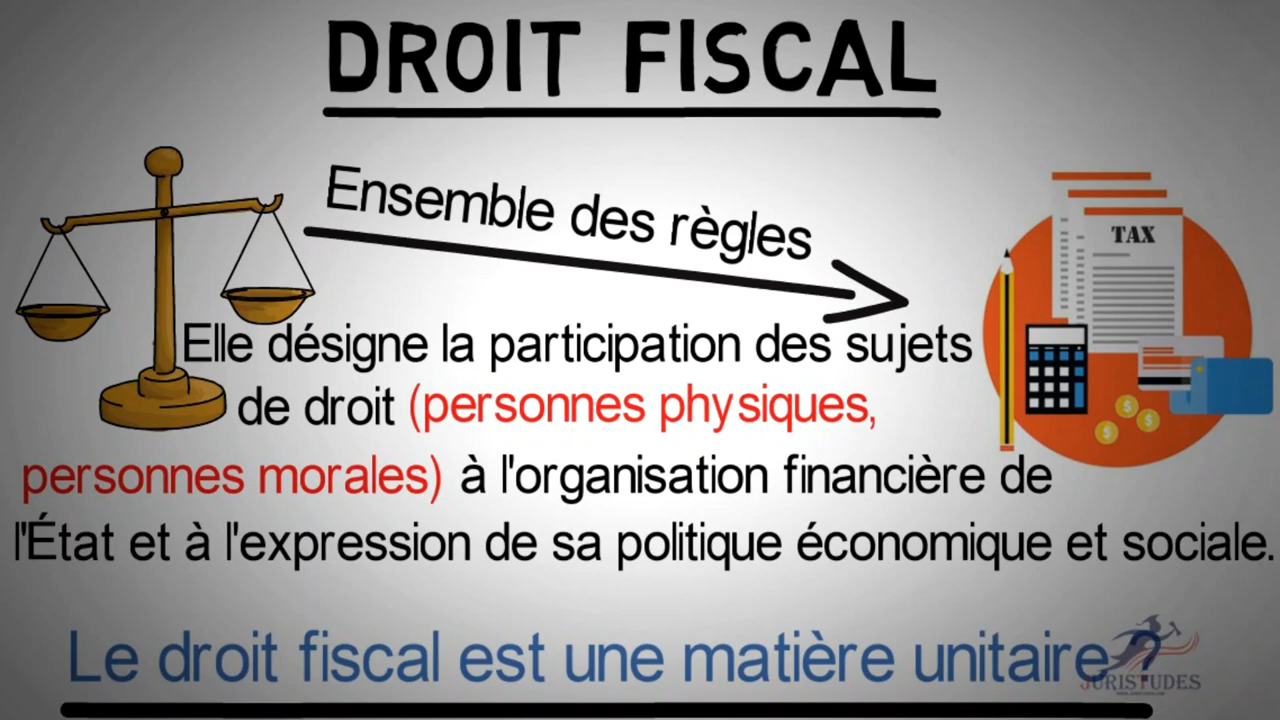 DROIT FISCAL
Ensemble des règles
TAX
Elle désigne la participation des sujets
de droit (personnes physiques,
personnes morales) à l'organisation financière de
l'État et à l'expression de sa politique économique et sociale.
Le droit fiscal est une matière unitaire
JURISTUDES